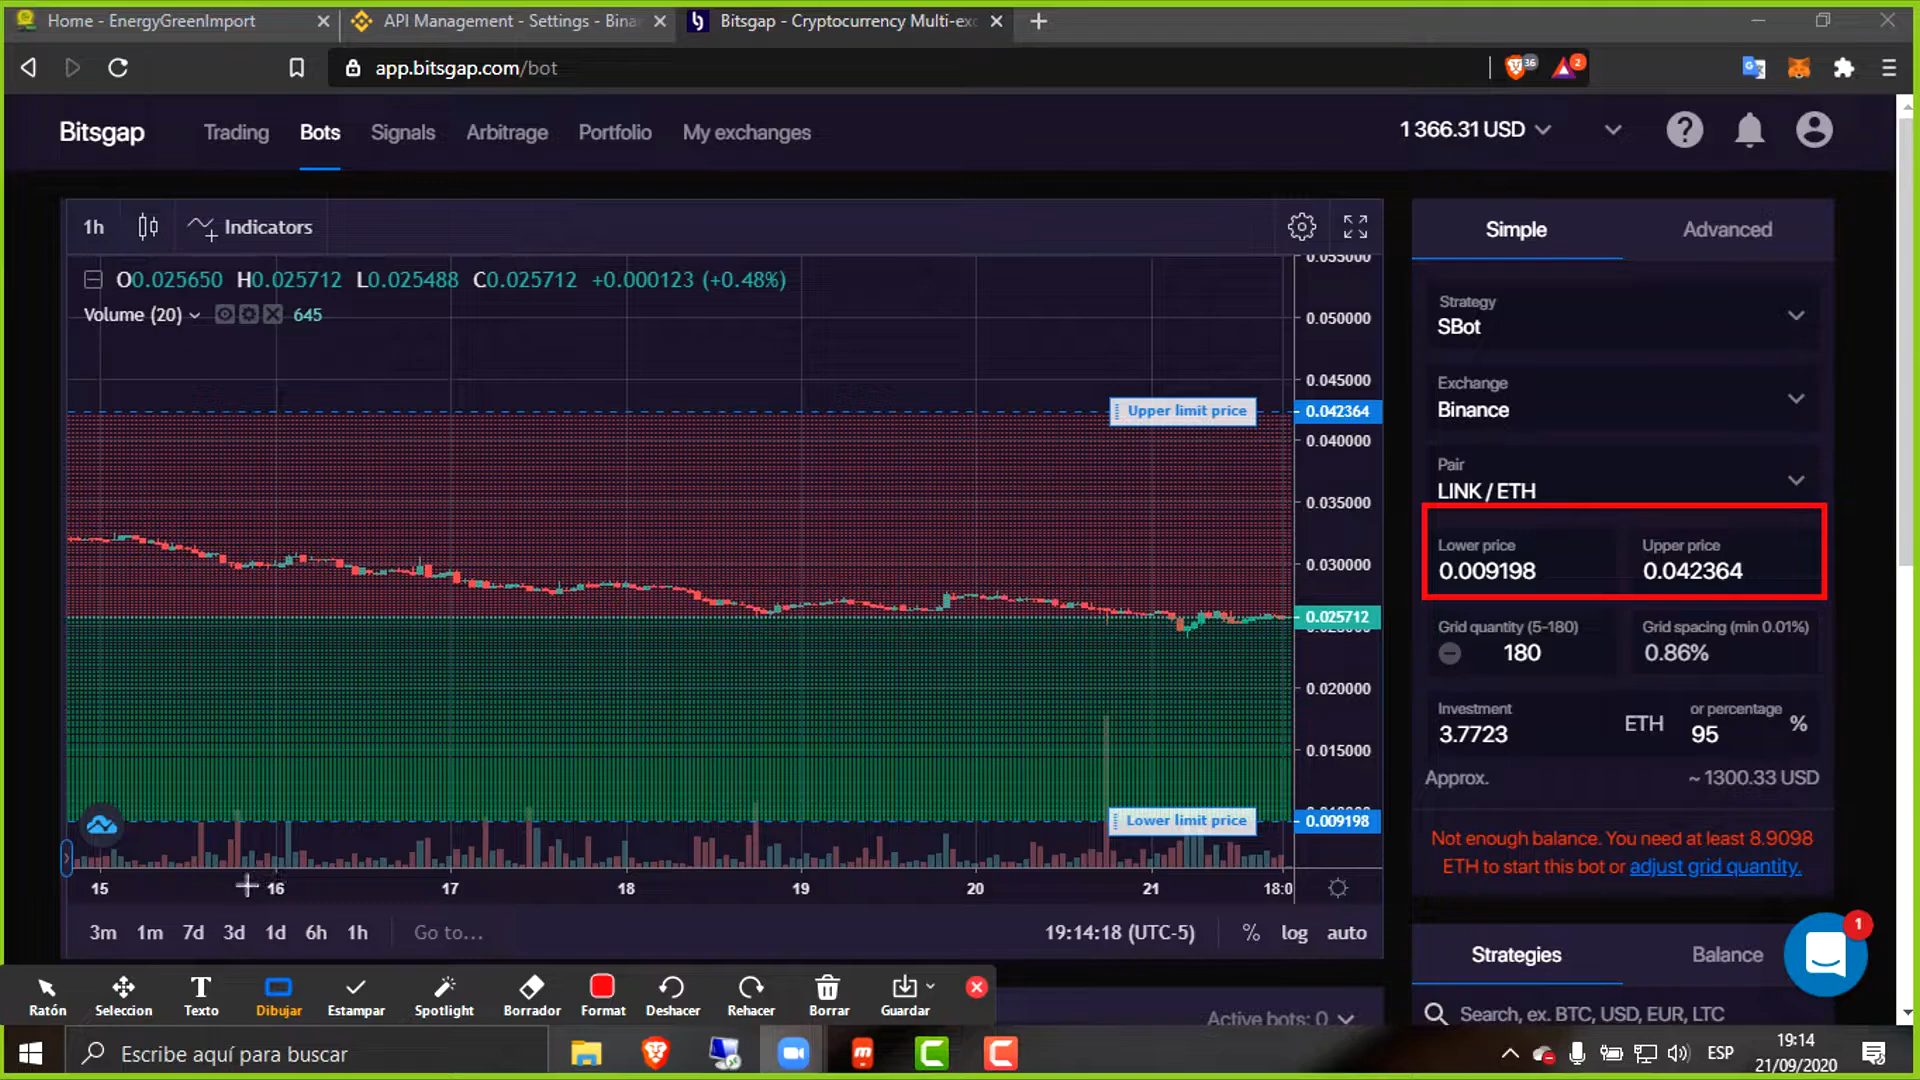 Home - EnergyGreenImport
API Management - Settings - Bina
Bitsgap - Cryptocurrency Multi-exc
app.bitsgap.com/bot
36
2
Bitsgap
Trading
Bots
Signals
Arbitrage
Portfolio
My exchanges
1 366.31 USD
1h
Indicators
O0.025650 H0.025712 L0.025488 C0.025712 +0.000123 (+0.48%)
Volume (20)
645
0.055000
0.050000
0.045000
Upper limit price
0.042364
0.040000
0.035000
0.030000
0.025712
0.020000
0.015000
Lower limit price
0.009198
15
16
17
18
19
20
21
18:0
3m
1m
7d
3d
1d
6h
1h
Go to...
19:14:18 (UTC-5)
%
log
auto
Simple
Advanced
Strategy
SBot
Exchange
Binance
Pair
LINK / ETH
Lower price
0.009198
Upper price
0.042364
Grid quantity (5-180)
180
Grid spacing (min 0.01%)
0.86%
Investment
3.7723
ETH
or percentage
95
%
Approx.
~ 1300.33 USD
Not enough balance. You need at least 8.9098
ETH to start this bot or adjust grid quantity.
Strategies
Balance
1
Search, ex. BTC, USD, EUR, LTC
Active bots: 0
Ratón
Seleccion
Texto
Dibujar
Estampar
Spotlight
Borrador
Format
Deshacer
Rehacer
Borrar
Guardar
Escribe aquí para buscar
ESP
19:14
21/09/2020